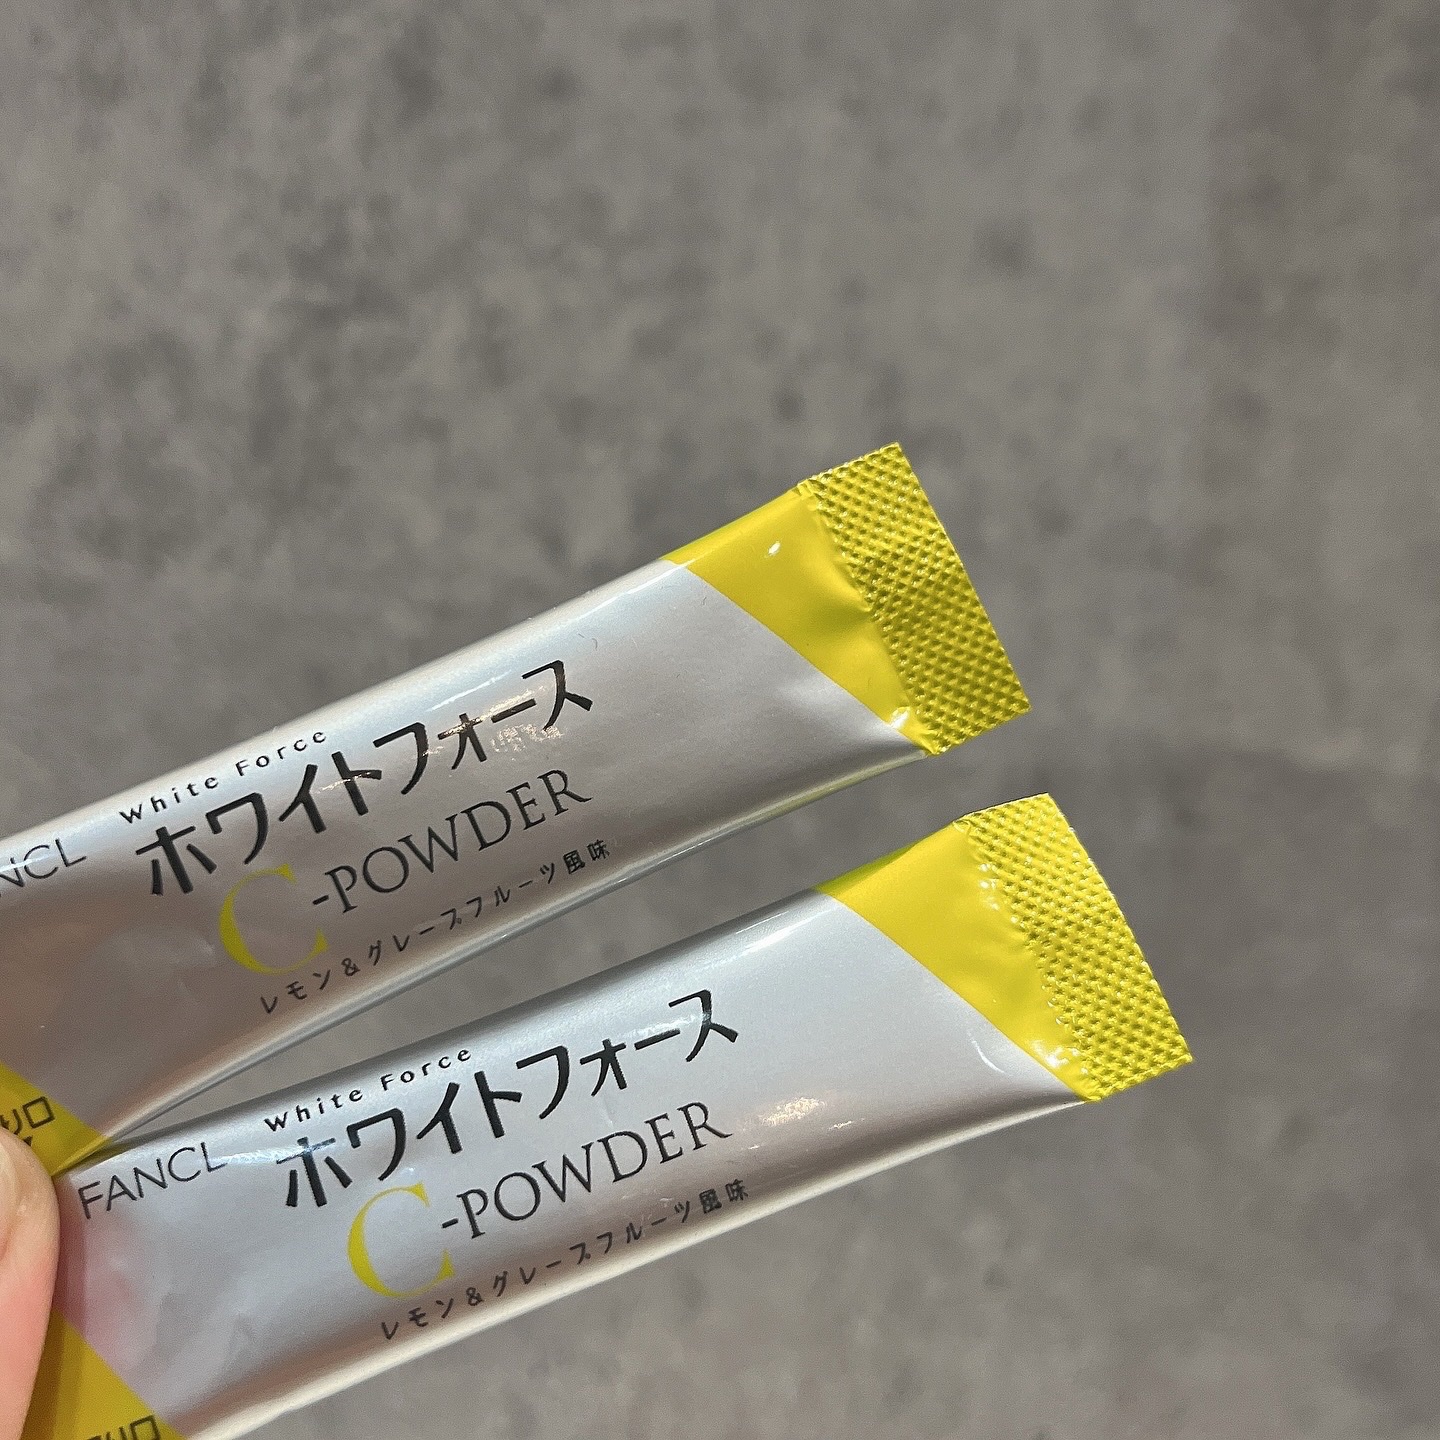 White Force
ホワイトフォース
C-POWDER
レモン&グレープフルーツ風味
FANCL
White Force
ホワイトフォース
C-POWDER
レモン&グレープフルーツ風味